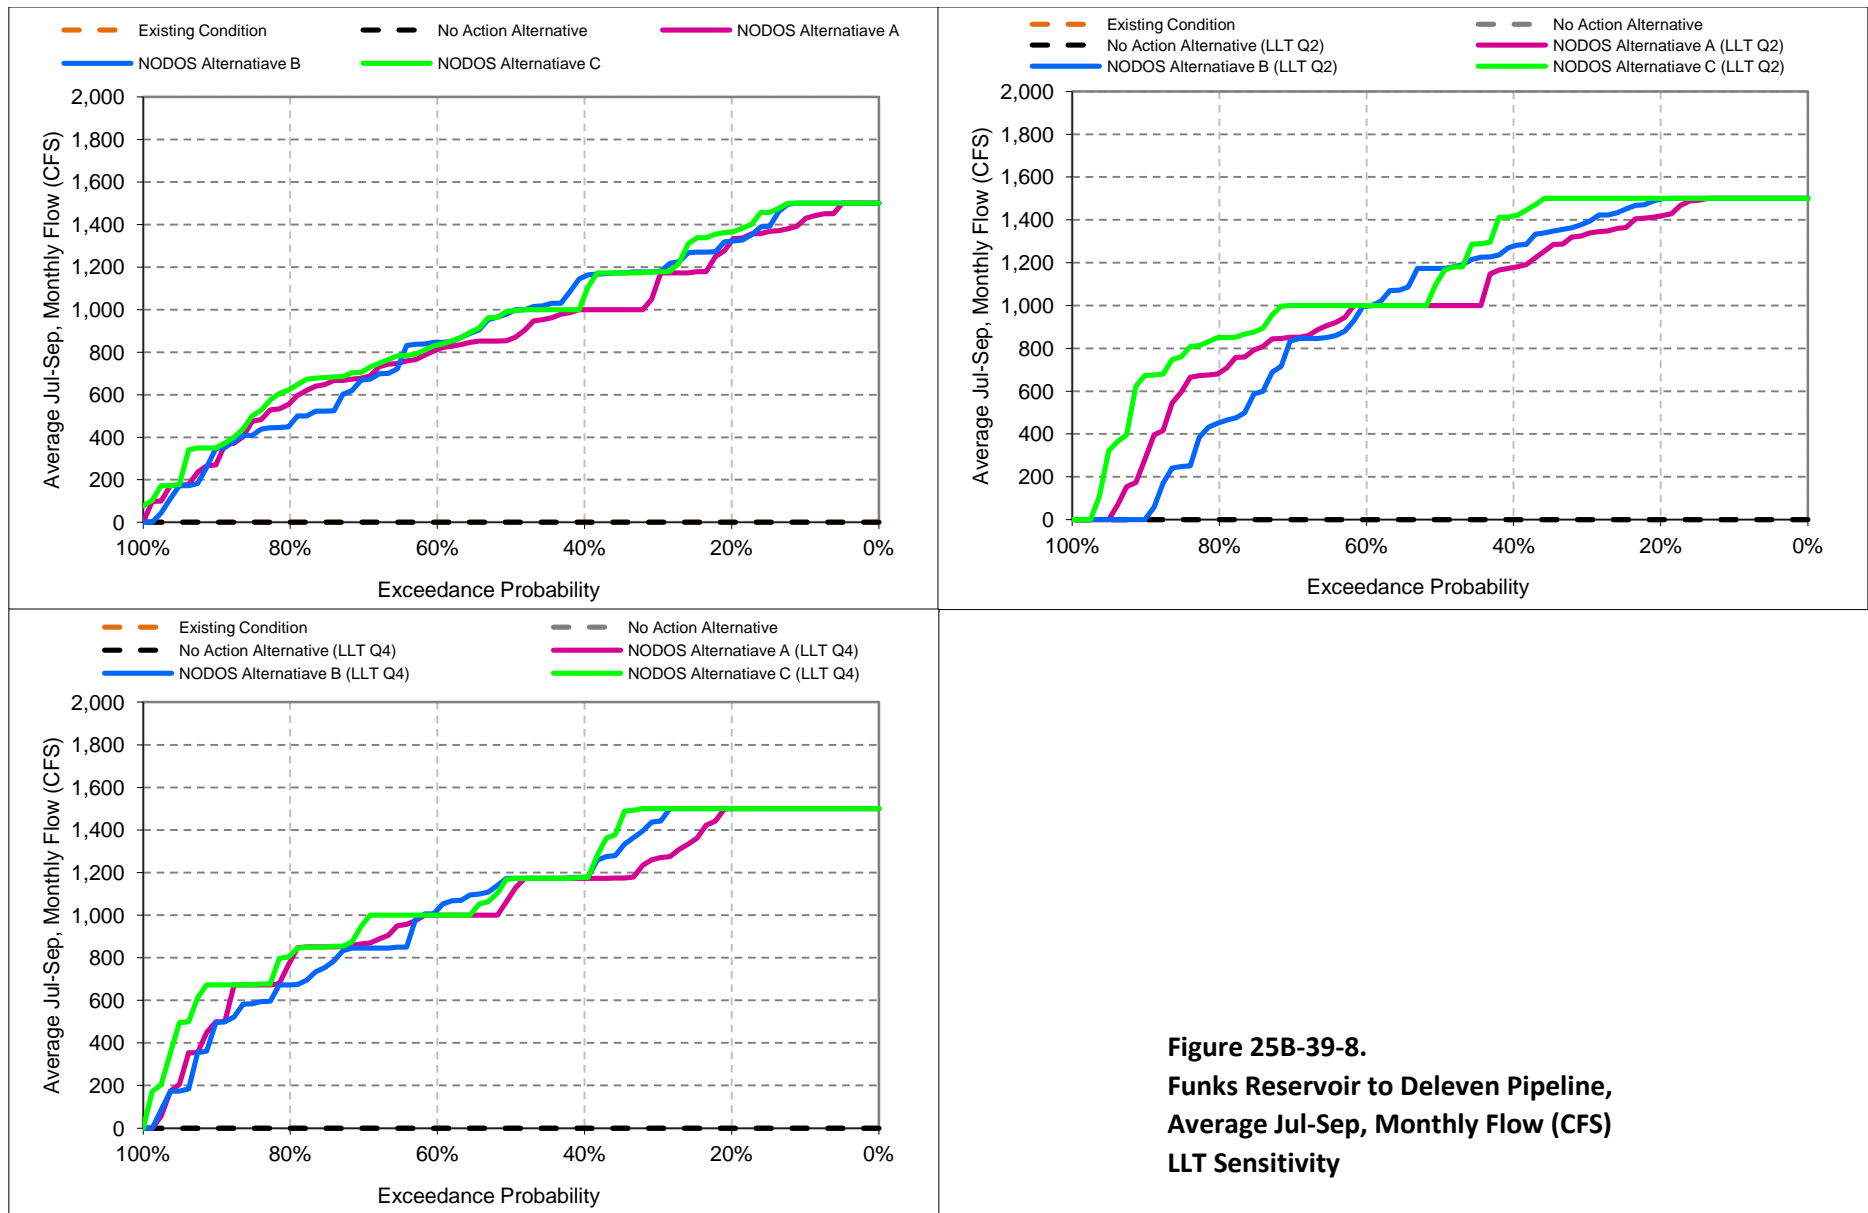 Existing Condition
No Action Alternative
NODOS Alternatiave A
NODOS Alternatiave B
NODOS Alternatiave C
Average Jul-Sep, Monthly Flow (CFS)
2,000
1,800
1,600
1,400
1,200
1,000
800
600
400
200
0
100% 80% 60% 40% 20% 0%
Exceedance Probability
Existing Condition
No Action Alternative
No Action Alternative (LLT Q2)
NODOS Alternatiave A (LLT Q2)
NODOS Alternatiave B (LLT Q2)
NODOS Alternatiave C (LLT Q2)
Average Jul-Sep, Monthly Flow (CFS)
2,000
1,800
1,600
1,400
1,200
1,000
800
600
400
200
0
100% 80% 60% 40% 20% 0%
Exceedance Probability
Existing Condition
No Action Alternative
No Action Alternative (LLT Q4)
NODOS Alternatiave A (LLT Q4)
NODOS Alternatiave B (LLT Q4)
NODOS Alternatiave C (LLT Q4)
Average Jul-Sep, Monthly Flow (CFS)
2,000
1,800
1,600
1,400
1,200
1,000
800
600
400
200
0
100% 80% 60% 40% 20% 0%
Exceedance Probability
Figure 25B-39-8.
Funks Reservoir to Deleven Pipeline,
Average Jul-Sep, Monthly Flow (CFS)
LLT Sensitivity